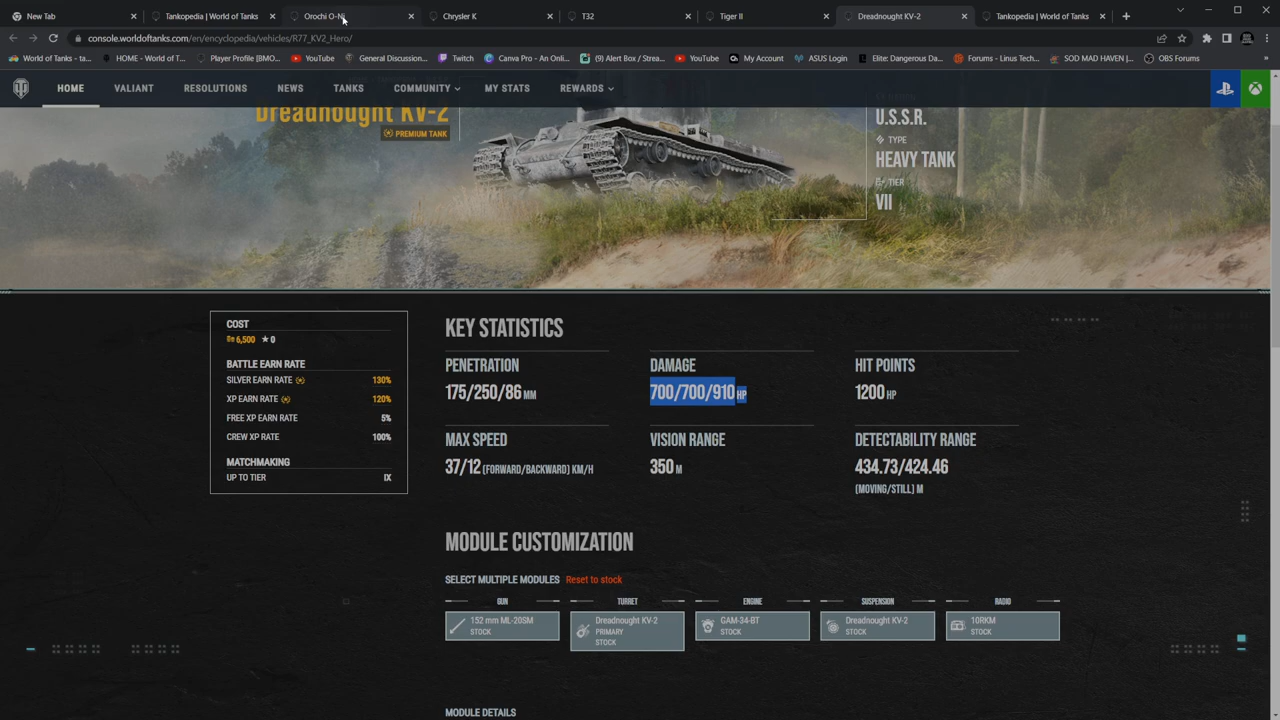 New Tab
Tankopedia | World of Tanks
Orochi O-Ni
Chrysler K
T32
Tiger II
Dreadnought KV-2
Tankopedia | World of Tanks
console.worldoftanks.com/en/encyclopedia/vehicles/R77_KV2_Hero/
World of Tanks - ta...
HOME - World of T...
Player Profile [BMO...
YouTube
General Discussion...
Twitch
Canva Pro - An Onli...
(9) Alert Box / Strea...
YouTube
My Account
ASUS Login
Elite: Dangerous Da...
Forums - Linus Tech...
SOD MAD HAVEN |...
OBS Forums
HOME
VALIANT
RESOLUTIONS
NEWS
TANKS
COMMUNITY
MY STATS
REWARDS
Dreadnought KV-2
PREMIUM TANK
U.S.S.R.
TYPE
HEAVY TANK
TIER
VII
COST
6,500 ★ 0
BATTLE EARN RATE
SILVER EARN RATE 130%
XP EARN RATE 120%
FREE XP EARN RATE 5%
CREW XP RATE 100%
MATCHMAKING
UP TO TIER IX
KEY STATISTICS
PENETRATION
175/250/86 MM
DAMAGE
700/700/910 HP
HIT POINTS
1200 HP
MAX SPEED
37/12 (FORWARD/BACKWARD) KM/H
VISION RANGE
350 M
DETECTABILITY RANGE
434.73/424.46
(MOVING/STILL) M
MODULE CUSTOMIZATION
SELECT MULTIPLE MODULES Reset to stock
GUN
152 mm ML-20SM
STOCK
TURRET
Dreadnought KV-2
PRIMARY
STOCK
ENGINE
GAM-34-BT
STOCK
SUSPENSION
Dreadnought KV-2
STOCK
RADIO
10RKM
STOCK
MODULE DETAILS